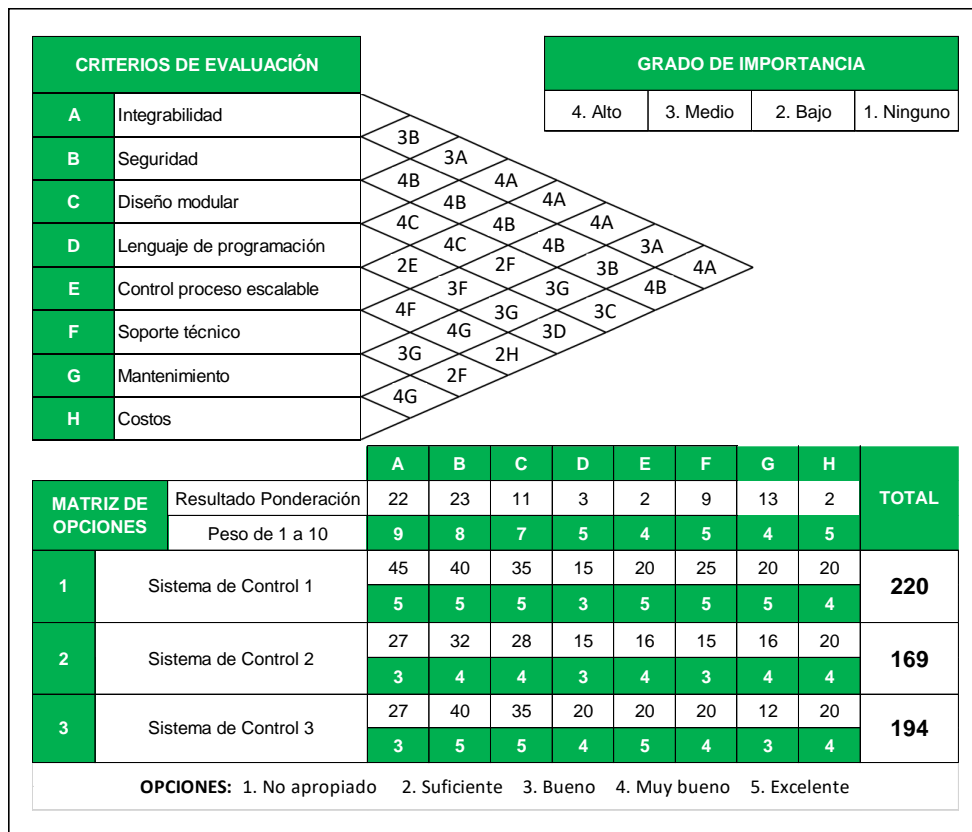 CRITERIOS DE EVALUACIÓN
GRADO DE IMPORTANCIA
4. Alto 3. Medio 2. Bajo 1. Ninguno
A Integrabilidad
3B
B Seguridad
3A
4B 4A
C Diseño modular
4B 4A
4C 4B 4A
D Lenguaje de programación
4C 4B 3A
2E 2F 3B 4A
E Control proceso escalable
3F 3G 4B
4F 3G 3C
F Soporte técnico
4G 3D
3G 2H
G Mantenimiento
2F
4G
H Costos
A B C D E F G H
MATRIZ DE OPCIONES
Resultado Ponderación 22 23 11 3 2 9 13 2 TOTAL
Peso de 1 a 10 9 8 7 5 4 5 4 5
1 Sistema de Control 1 45 40 35 15 20 25 20 20 220
5 5 5 3 5 5 5 4
2 Sistema de Control 2 27 32 28 15 16 15 16 20 169
3 4 4 3 4 3 4 4
3 Sistema de Control 3 27 40 35 20 20 20 12 20 194
3 5 5 4 5 4 3 4
OPCIONES: 1. No apropiado 2. Suficiente 3. Bueno 4. Muy bueno 5. Excelente